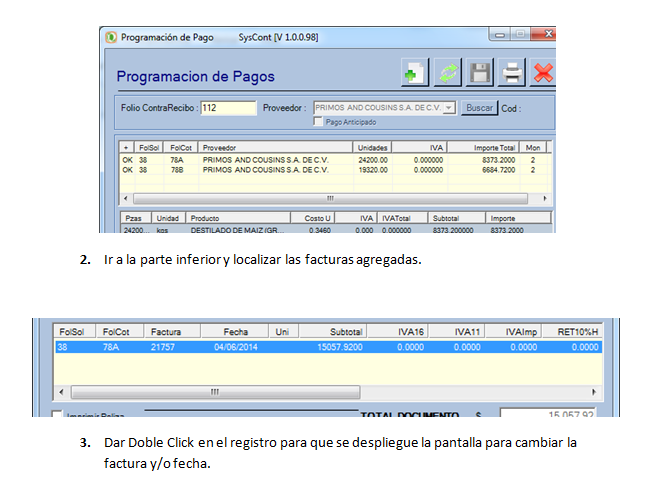 Programación de Pago SysCont [V 1.0.0.98]
Programacion de Pagos
Folio ContraRecibo : 112 Proveedor : PRIMOS AND COUSINS S.A. DE C.V. Buscar Cod :
Pago Anticipado
+ FolSol FolCot Proveedor Unidades IVA Importe Total Mon
OK 38 78A PRIMOS AND COUSINS S.A. DE C.V. 24200.00 0.000000 8373.2000 2
OK 38 78B PRIMOS AND COUSINS S.A. DE C.V. 19320.00 0.000000 6684.7200 2
Pzas Unidad Producto Costo U IVA IVATotal Subtotal Importe
24200... kgs DESTILADO DE MAIZ (GR... 0.3460 0.000 0.000000 8373.200000 8373.2000
2. Ir a la parte inferior y localizar las facturas agregadas.
FolSol FolCot Factura Fecha Uni Subtotal IVA16 IVA11 IVAImp RET10%H
38 78A 21757 04/06/2014 15057.9200 0.0000 0.0000 0.0000 0.0000
Imprimir Poliza TOTAL DOCUMENTO $ 15,057.92
3. Dar Doble Click en el registro para que se despliegue la pantalla para cambiar la
factura y/o fecha.